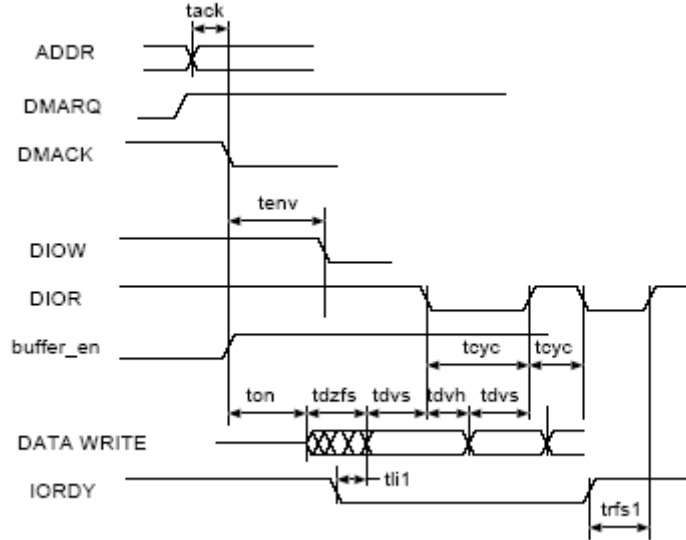 tack
ADDR
DMARQ
DMACK
tenv
DIOW
DIOR
buffer_en
tcyc tcyc
ton tdzfs tdvs tdvh tdvs
DATA WRITE
tli1
IORDY
trfs1